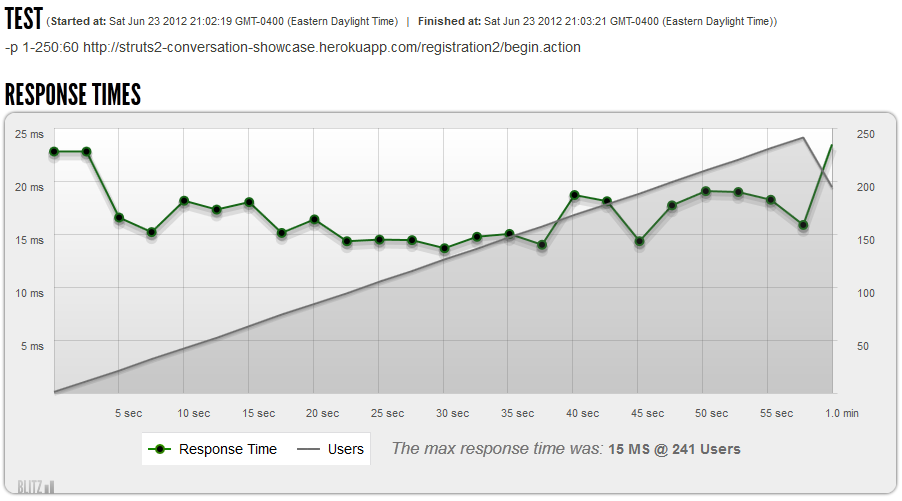 TEST (Started at: Sat Jun 23 2012 21:02:19 GMT-0400 (Eastern Daylight Time) | Finished at: Sat Jun 23 2012 21:03:21 GMT-0400 (Eastern Daylight Time))
-p 1-250:60 http://struts2-conversation-showcase.herokuapp.com/registration2/begin.action
RESPONSE TIMES
25 ms 250
20 ms 200
15 ms 150
10 ms 100
5 ms 50
5 sec 10 sec 15 sec 20 sec 25 sec 30 sec 35 sec 40 sec 45 sec 50 sec 55 sec 1.0 min
Response Time Users The max response time was: 15 MS @ 241 Users
BLITZ